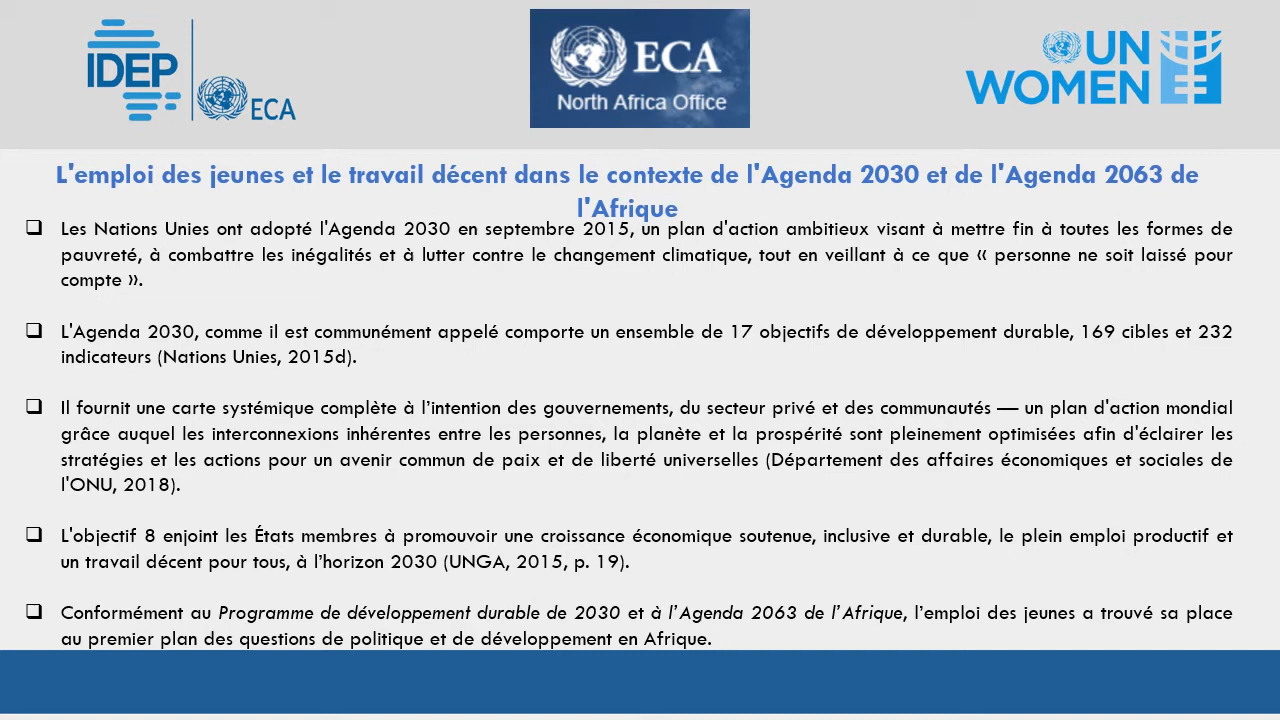 IDEP
ECA
ECA
North Africa Office
UN
WOMEN
L'emploi des jeunes et le travail décent dans le contexte de l'Agenda 2030 et de l'Agenda 2063 de
l'Afrique
❑ Les Nations Unies ont adopté l'Agenda 2030 en septembre 2015, un plan d'action ambitieux visant à mettre fin à toutes les formes de
pauvreté, à combattre les inégalités et à lutter contre le changement climatique, tout en veillant à ce que « personne ne soit laissé pour
compte ».
❑ L'Agenda 2030, comme il est communément appelé comporte un ensemble de 17 objectifs de développement durable, 169 cibles et 232
indicateurs (Nations Unies, 2015d).
❑ Il fournit une carte systémique complète à l’intention des gouvernements, du secteur privé et des communautés — un plan d'action mondial
grâce auquel les interconnexions inhérentes entre les personnes, la planète et la prospérité sont pleinement optimisées afin d'éclairer les
stratégies et les actions pour un avenir commun de paix et de liberté universelles (Département des affaires économiques et sociales de
l'ONU, 2018).
❑ L'objectif 8 enjoint les États membres à promouvoir une croissance économique soutenue, inclusive et durable, le plein emploi productif et
un travail décent pour tous, à l’horizon 2030 (UNGA, 2015, p. 19).
❑ Conformément au Programme de développement durable de 2030 et à l’Agenda 2063 de l’Afrique, l’emploi des jeunes a trouvé sa place
au premier plan des questions de politique et de développement en Afrique.